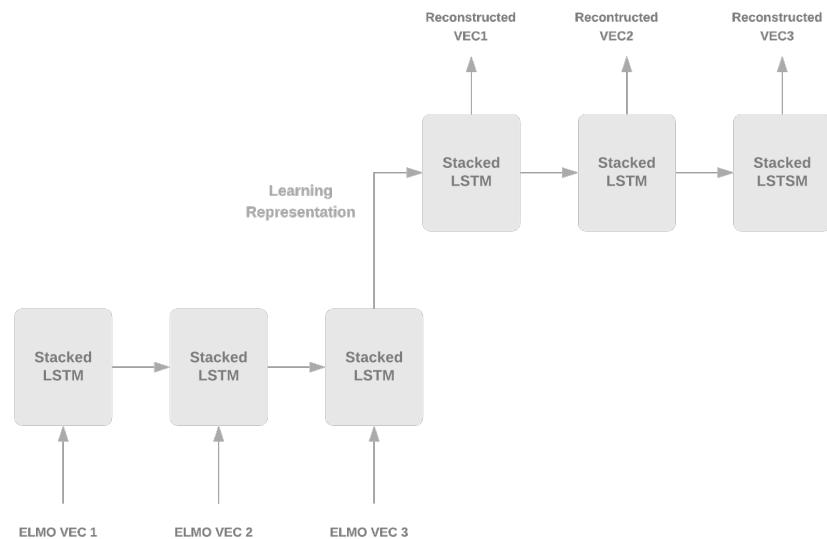 Reconstructed
VEC1
Recontructed
VEC2
Reconstructed
VEC3
Stacked
LSTM
Stacked
LSTM
Stacked
LSTSM
Learning
Representation
Stacked
LSTM
Stacked
LSTM
Stacked
LSTM
ELMO VEC 1
ELMO VEC 2
ELMO VEC 3